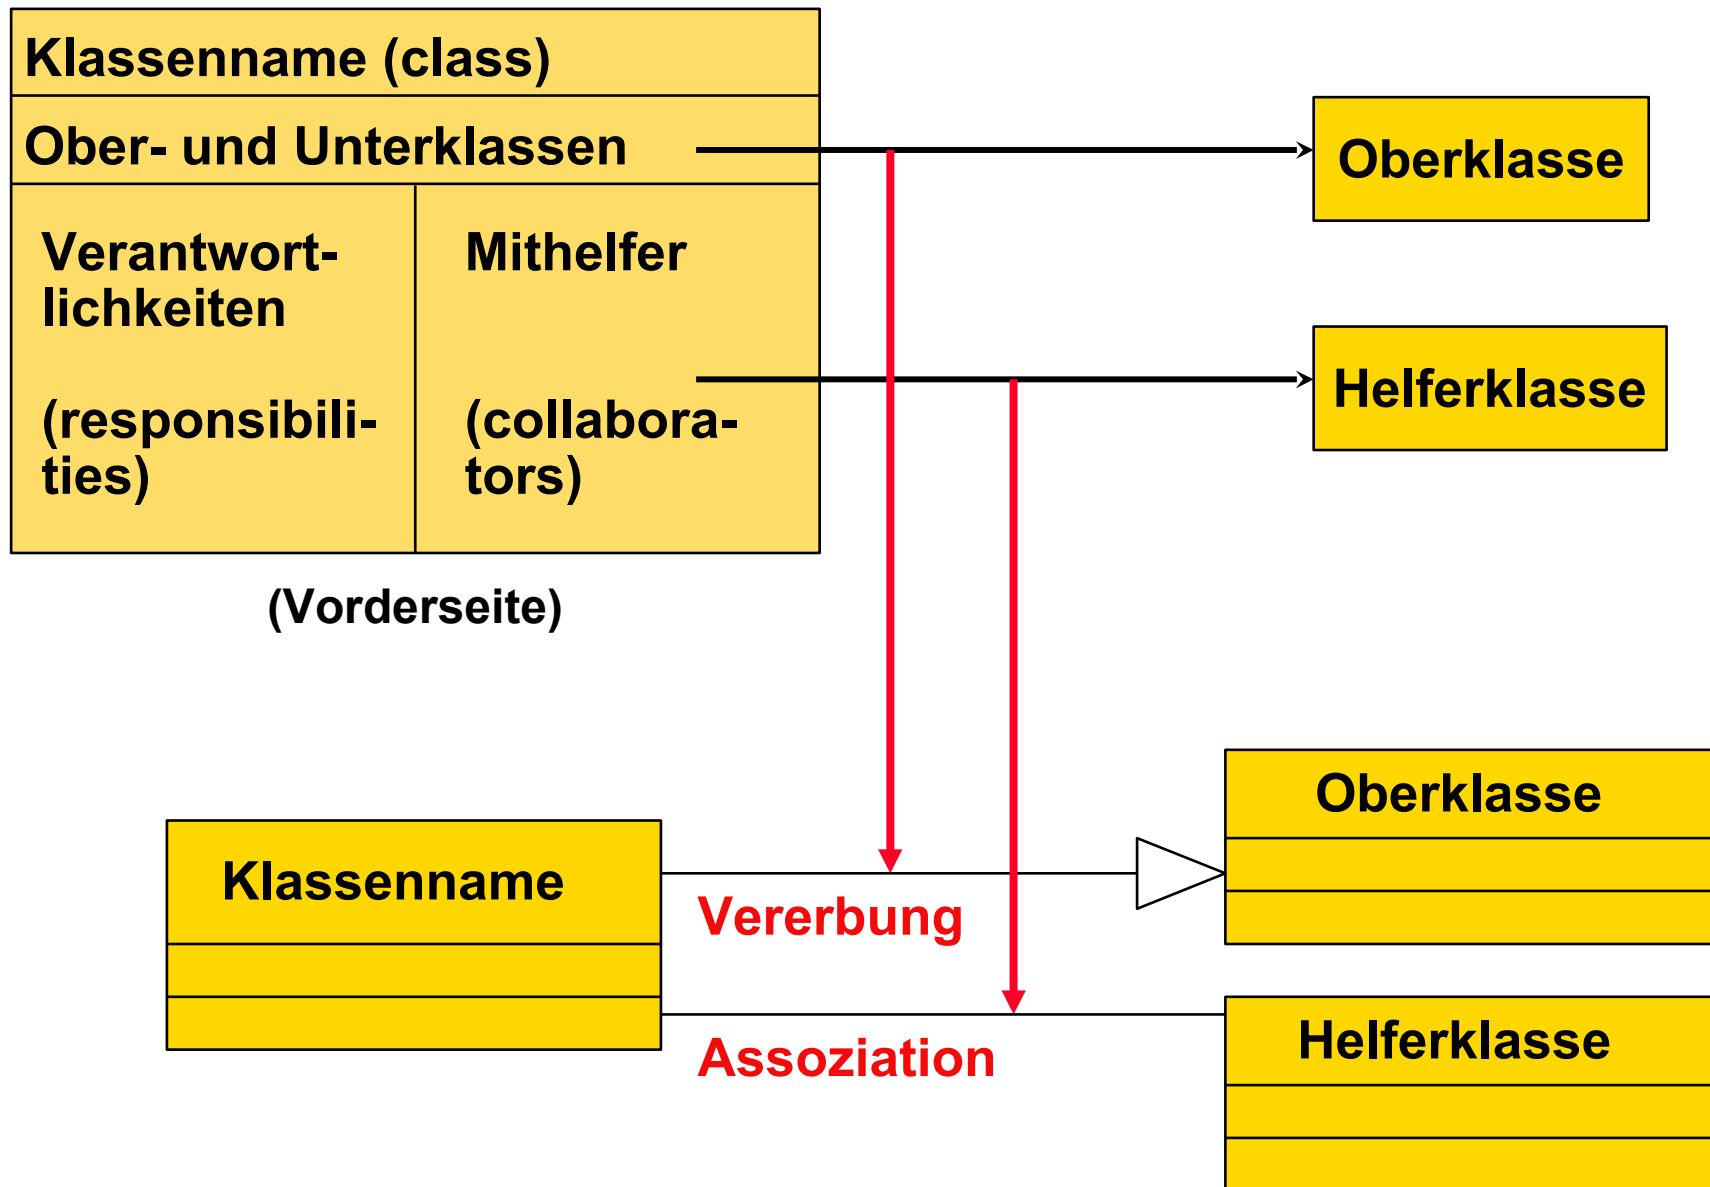 Klassenname (class)
Ober- und Unterklassen
Verantwort-
lichkeiten
(responsibili-
ties)
Mithelfer
(collabora-
tors)
(Vorderseite)
Oberklasse
Helferklasse
Klassenname
Vererbung
Assoziation
Oberklasse
Helferklasse